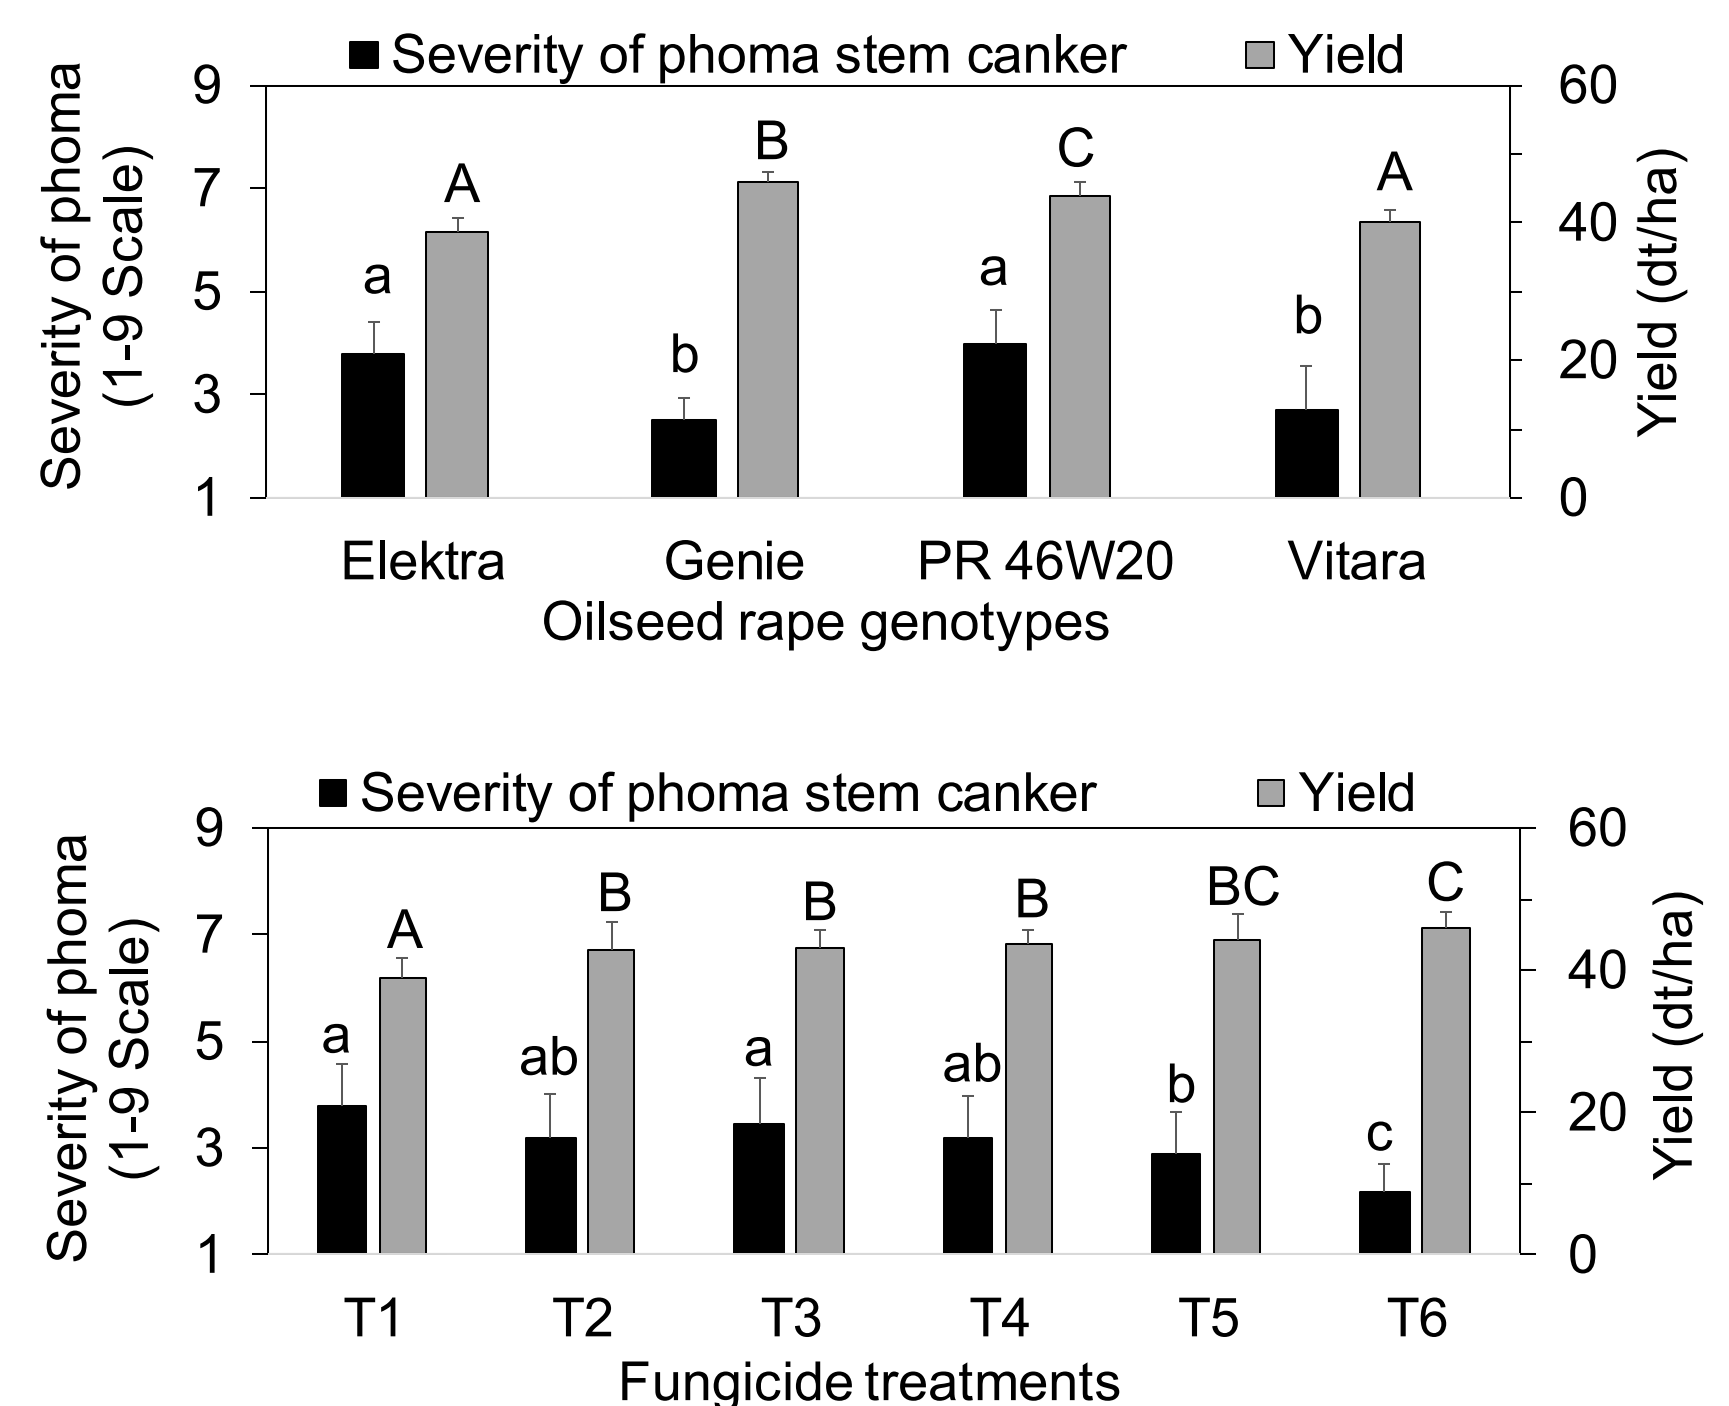 Severity of phoma stem canker Yield
Severity of phoma
(1-9 Scale)
9
7
5
3
1
A
B
C
A
a
b
a
b
60
40
20
0
Yield (dt/ha)
Elektra Genie PR 46W20 Vitara
Oilseed rape genotypes
Severity of phoma stem canker Yield
Severity of phoma
(1-9 Scale)
9
7
5
3
1
A
B
B
B
BC
C
a
ab
a
ab
b
c
60
40
20
0
Yield (dt/ha)
T1 T2 T3 T4 T5 T6
Fungicide treatments